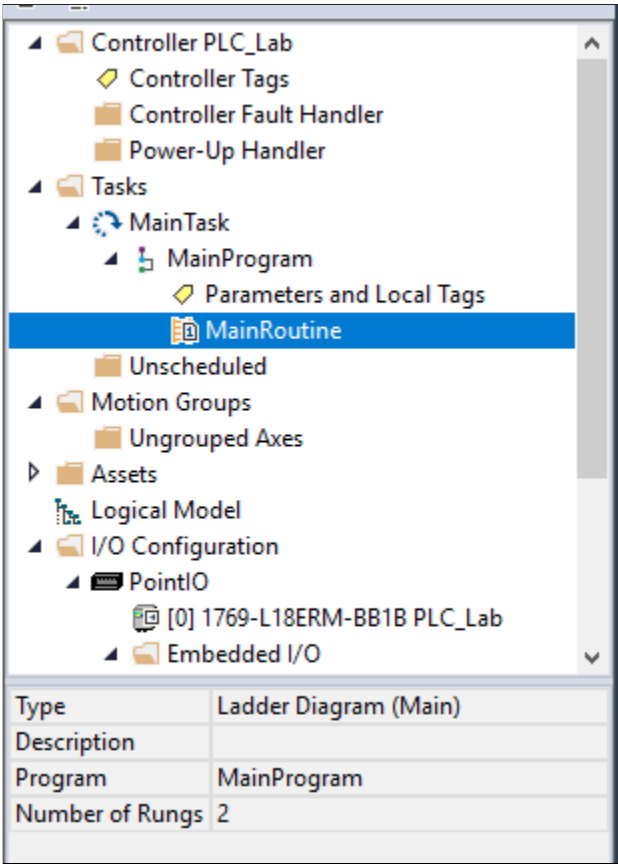 Controller PLC_Lab
Controller Tags
Controller Fault Handler
Power-Up Handler
Tasks
MainTask
MainProgram
Parameters and Local Tags
MainRoutine
Unscheduled
Motion Groups
Ungrouped Axes
Assets
Logical Model
I/O Configuration
PointIO
[0] 1769-L18ERM-BB1B PLC_Lab
Embedded I/O
Type Ladder Diagram (Main)
Description
Program MainProgram
Number of Rungs 2